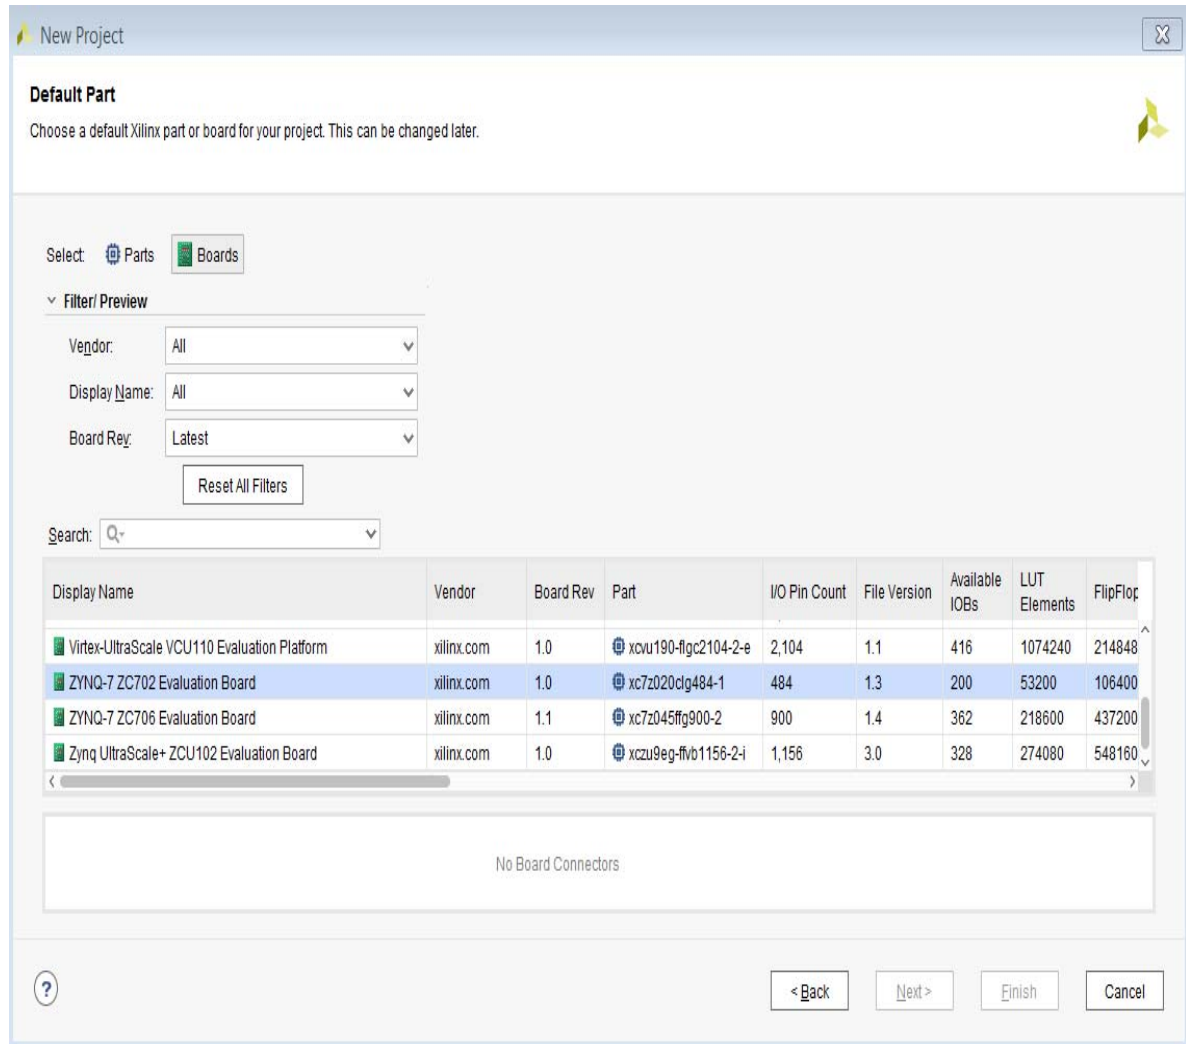 New Project
Default Part
Choose a default Xilinx part or board for your project. This can be changed later.
Select: Parts Boards
Filter/ Preview
Vendor: All
Display Name: All
Board Rev: Latest
Reset All Filters
Search:
Display Name Vendor Board Rev Part I/O Pin Count File Version Available IOBs LUT Elements FlipFlop
Virtex-UltraScale VCU110 Evaluation Platform xilinx.com 1.0 xcvu190-flgc2104-2-e 2,104 1.1 416 1074240 214848
ZYNQ-7 ZC702 Evaluation Board xilinx.com 1.0 xc7z020clg484-1 484 1.3 200 53200 106400
ZYNQ-7 ZC706 Evaluation Board xilinx.com 1.1 xc7z045ffg900-2 900 1.4 362 218600 437200
Zynq UltraScale+ ZCU102 Evaluation Board xilinx.com 1.0 xczu9eg-ffvb1156-2-i 1,156 3.0 328 274080 548160
No Board Connectors
? < Back Next > Finish Cancel